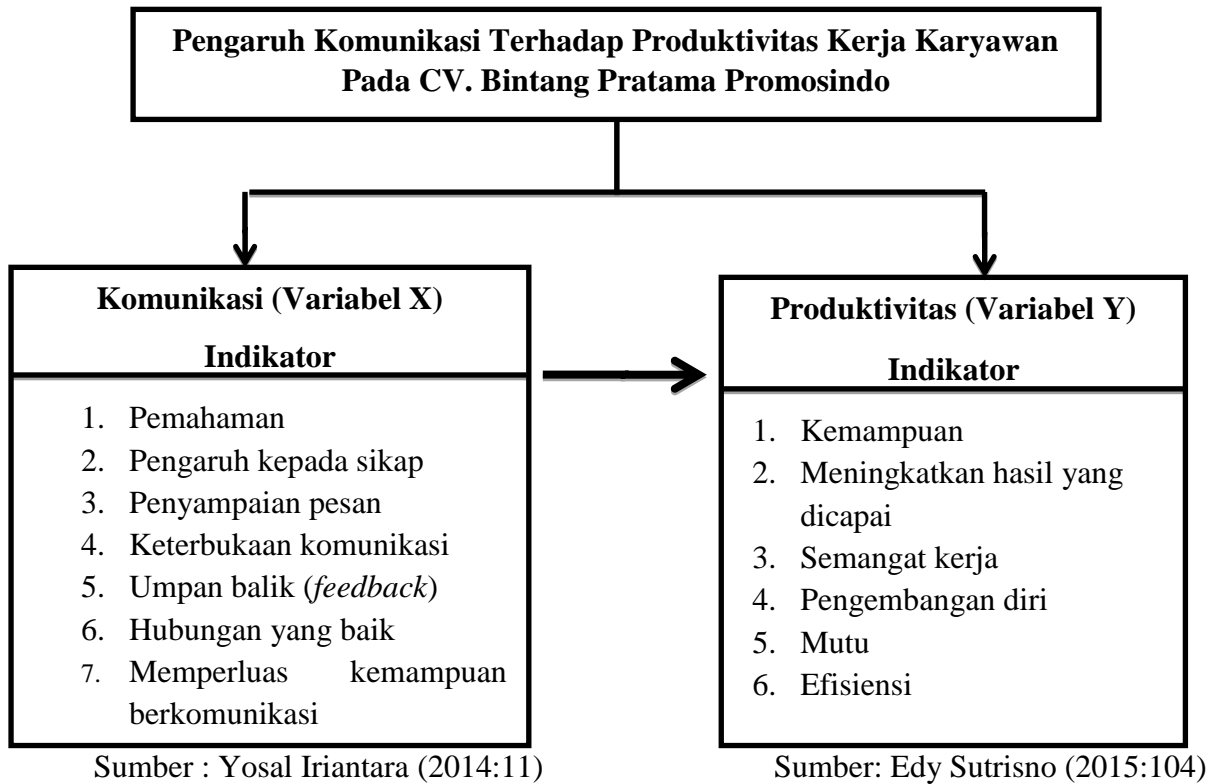 Pengaruh Komunikasi Terhadap Produktivitas Kerja Karyawan
Pada CV. Bintang Pratama Promosindo
Komunikasi (Variabel X)
Indikator
1. Pemahaman
2. Pengaruh kepada sikap
3. Penyampaian pesan
4. Keterbukaan komunikasi
5. Umpan balik (feedback)
6. Hubungan yang baik
7. Memperluas kemampuan
berkomunikasi
Sumber : Yosal Iriantara (2014:11)
Produktivitas (Variabel Y)
Indikator
1. Kemampuan
2. Meningkatkan hasil yang
dicapai
3. Semangat kerja
4. Pengembangan diri
5. Mutu
6. Efisiensi
Sumber: Edy Sutrisno (2015:104)